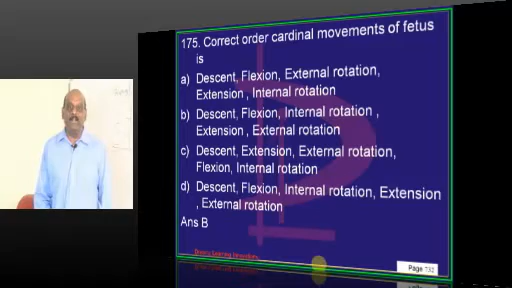 175. Correct order cardinal movements of fetus
is
a) Descent, Flexion, External rotation,
Extension , Internal rotation
b) Descent, Flexion, Internal rotation ,
Extension , External rotation
c) Descent, Extension, External rotation,
Flexion, Internal rotation
d) Descent, Flexion, Internal rotation, Extension
, External rotation
Ans B
Page